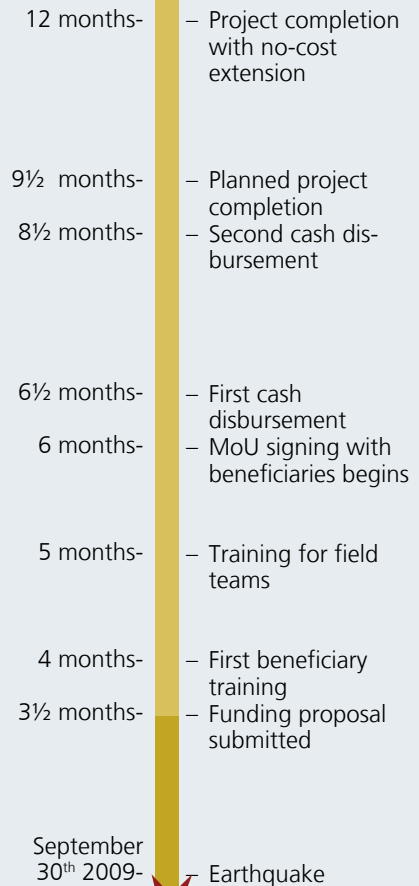 12 months- – Project completion
with no-cost
extension
9½ months- – Planned project
completion
8½ months- – Second cash dis-
bursement
6½ months- – First cash
disbursement
6 months- – MoU signing with
beneficiaries begins
5 months- – Training for field
teams
4 months- – First beneficiary
training
3½ months- – Funding proposal
submitted
September
30th 2009- – Earthquake